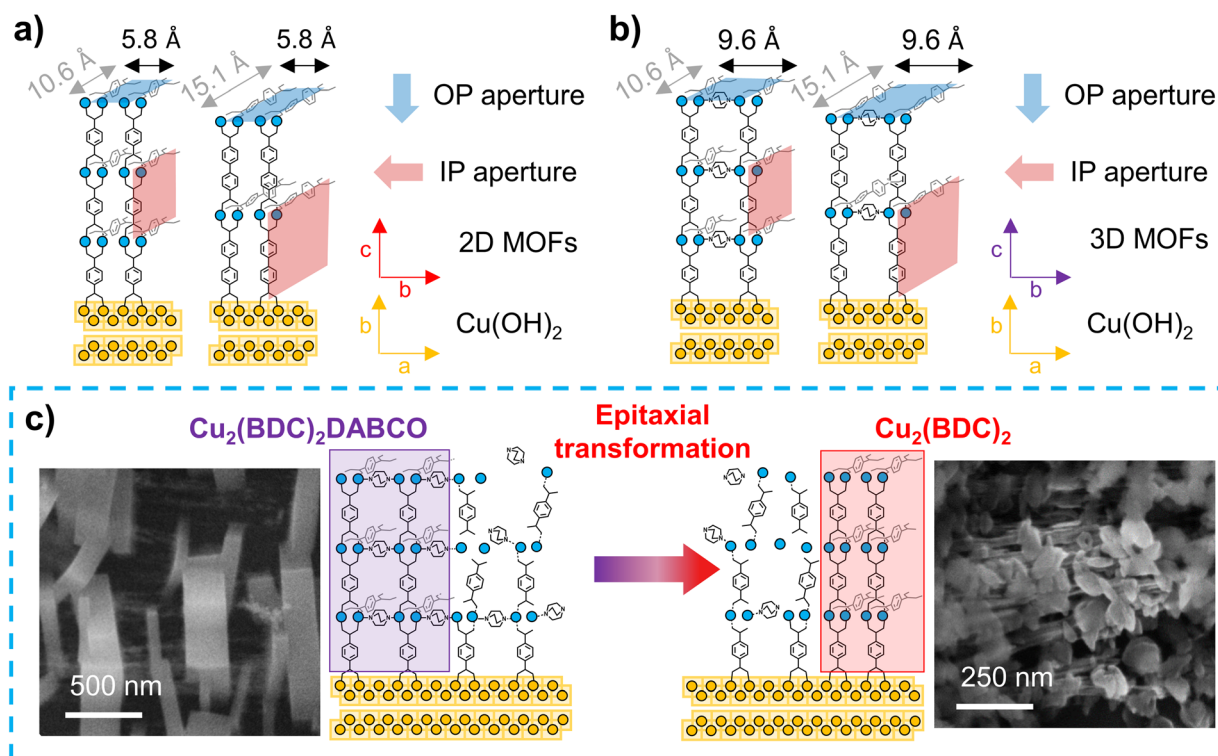 a)
5.8 Å
5.8 Å
10.6 Å
15.1 Å
OP aperture
IP aperture
2D MOFs
c
b
Cu(OH)₂
b
a
b)
9.6 Å
9.6 Å
10.6 Å
15.1 Å
OP aperture
IP aperture
3D MOFs
c
b
Cu(OH)₂
b
a
c)
Cu₂(BDC)₂DABCO
Epitaxial
transformation
Cu₂(BDC)₂
500 nm
250 nm